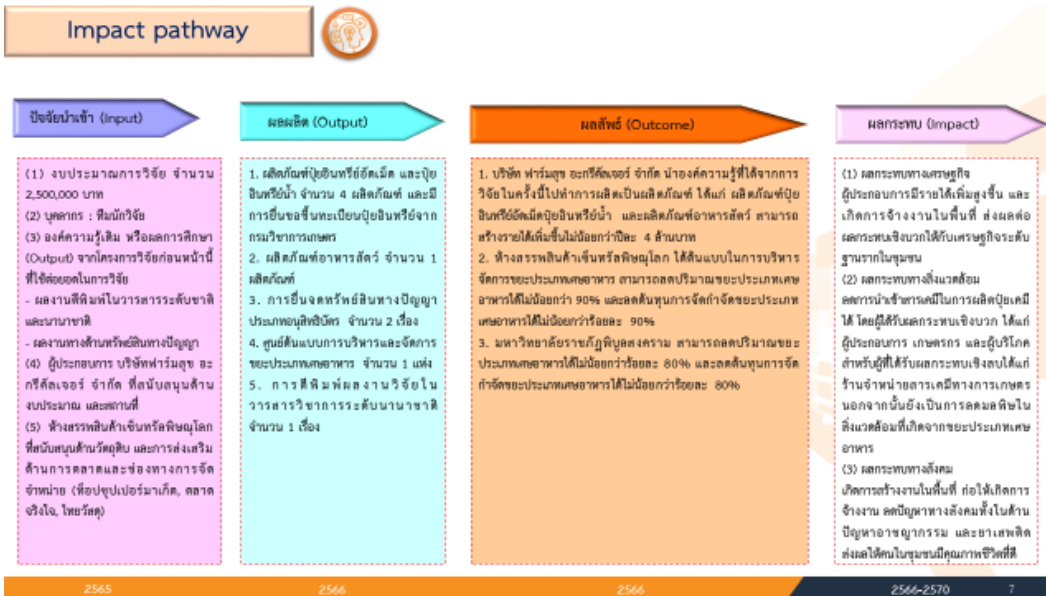 Impact pathway
ปัจจัยนำเข้า (Input)
(1) งบประมาณการวิจัย จำนวน
2,500,000 บาท
(2) บุคลากร : ทีมนักวิจัย
(3) องค์ความรู้เดิม หรือผลการศึกษา
(Output) จากโครงการวิจัยก่อนหน้านี้
ที่ใช้ต่อยอดในการวิจัย
- ผลงานตีพิมพ์ในวารสารระดับชาติ
และนานาชาติ
- ผลงานทางด้านทรัพย์สินทางปัญญา
(4) ผู้ประกอบการ บริษัทฟาร์มสุข อะ
กรีคัลเจอร์ จำกัด ที่สนับสนุนด้าน
งบประมาณ และสถานที่
(5) ห้างสรรพสินค้าเซ็นทรัลพิษณุโลก
ที่สนับสนุนด้านวัตถุดิบ และการส่งเสริม
ด้านการตลาดและช่องทางการจัด
จำหน่าย (ท็อปซุปเปอร์มาเก็ต, ตลาด
จริงใจ, ไทยวัสดุ)
ผลผลิต (Output)
1. ผลิตภัณฑ์ปุ๋ยอินทรีย์อัดเม็ด และปุ๋ย
อินทรีย์น้ำ จำนวน 4 ผลิตภัณฑ์ และมี
การยื่นขอขึ้นทะเบียนปุ๋ยอินทรีย์จาก
กรมวิชาการเกษตร
2. ผลิตภัณฑ์อาหารสัตว์ จำนวน 1
ผลิตภัณฑ์
3. การยื่นจดทรัพย์สินทางปัญญา
ประเภทอนุสิทธิบัตร จำนวน 2 เรื่อง
4. ศูนย์ต้นแบบการบริหารและจัดการ
ขยะประเภทเศษอาหาร จำนวน 1 แห่ง
5. การตีพิมพ์ผลงานวิจัยใน
วารสารวิชาการระดับนานาชาติ
จำนวน 1 เรื่อง
ผลลัพธ์ (Outcome)
1. บริษัท ฟาร์มสุข อะกรีคัลเจอร์ จำกัด นำองค์ความรู้ที่ได้จากการ
วิจัยในครั้งนี้ไปทำการผลิตเป็นผลิตภัณฑ์ ได้แก่ ผลิตภัณฑ์ปุ๋ย
อินทรีย์อัดเม็ดปุ๋ยอินทรีย์น้ำ และผลิตภัณฑ์อาหารสัตว์ สามารถ
สร้างรายได้เพิ่มขึ้นไม่น้อยกว่าปีละ 4 ล้านบาท
2. ห้างสรรพสินค้าเซ็นทรัลพิษณุโลก ได้ต้นแบบในการบริหาร
จัดการขยะประเภทเศษอาหาร สามารถลดปริมาณขยะประเภทเศษ
อาหารได้ไม่น้อยกว่า 90% และลดต้นทุนการจัดกำจัดขยะประเภท
เศษอาหารได้ไม่น้อยกว่าร้อยละ 90%
3. มหาวิทยาลัยราชภัฏพิบูลสงคราม สามารถลดปริมาณขยะ
ประเภทเศษอาหารได้ไม่น้อยกว่าร้อยละ 80% และลดต้นทุนการจัด
กำจัดขยะประเภทเศษอาหารได้ไม่น้อยกว่าร้อยละ 80%
ผลกระทบ (Impact)
(1) ผลกระทบทางเศรษฐกิจ
ผู้ประกอบการมีรายได้เพิ่มสูงขึ้น และ
เกิดการจ้างงานในพื้นที่ ส่งผลต่อ
ผลกระทบเชิงบวกให้กับเศรษฐกิจระดับ
ฐานรากในชุมชน
(2) ผลกระทบทางสิ่งแวดล้อม
ลดการนำเข้าสารเคมีในการผลิตปุ๋ยเคมี
ได้ โดยผู้ได้รับผลกระทบเชิงบวก ได้แก่
ผู้ประกอบการ เกษตรกร และผู้บริโภค
สำหรับผู้ที่ได้รับผลกระทบเชิงลบได้แก่
ร้านจำหน่ายสารเคมีทางการเกษตร
นอกจากนั้นยังเป็นการลดมลพิษใน
สิ่งแวดล้อมที่เกิดจากขยะประเภทเศษ
อาหาร
(3) ผลกระทบทางสังคม
เกิดการสร้างงานในพื้นที่ ก่อให้เกิดการ
จ้างงาน ลดปัญหาทางสังคมทั้งในด้าน
ปัญหาอาชญากรรม และยาเสพติด
ส่งผลให้คนในชุมชนมีคุณภาพชีวิตที่ดี
2565
2566
2566
2566-2570
7